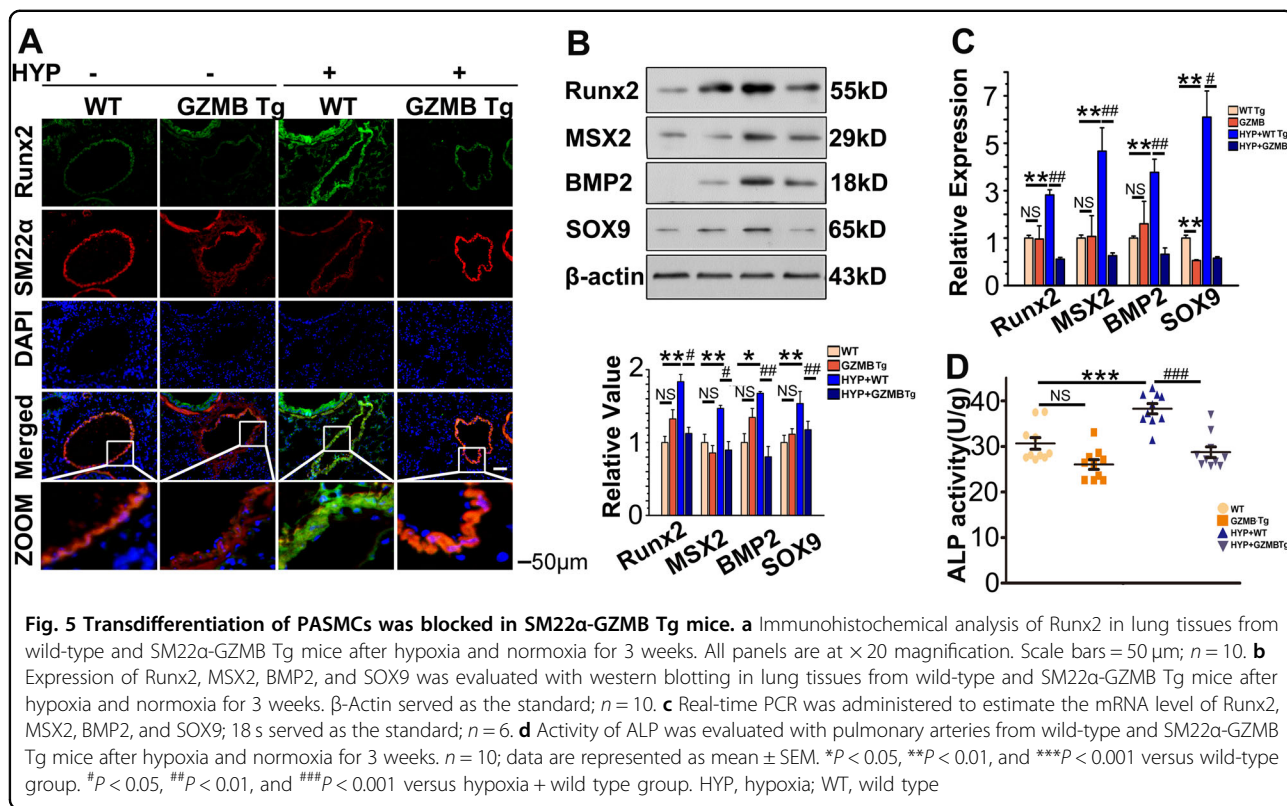 A
HYP - - + +
WT GZMB Tg WT GZMB Tg
Runx2
SM22α
DAPI
Merged
ZOOM
50μm
B
Runx2 55kD
MSX2 29kD
BMP2 18kD
SOX9 65kD
β-actin 43kD
Relative Value
2
1
0
NS ** # NS ** # NS * ## NS ** ##
Runx2 MSX2 BMP2 SOX9
WT
GZMB Tg
HYP+WT
HYP+GZMB Tg
C
Relative Expression
7
5
3
1
0
NS ** ## ** ## NS ** ## ** ** #
Runx2 MSX2 BMP2 SOX9
WT Tg
GZMB
HYP+WT Tg
HYP+GZMB
D
ALP activity(U/g)
40
30
20
10
0
NS *** ###
WT
GZMB Tg
HYP+WT
HYP+GZMBTg
Fig. 5 Transdifferentiation of PASMCs was blocked in SM22α-GZMB Tg mice. a Immunohistochemical analysis of Runx2 in lung tissues from
wild-type and SM22α-GZMB Tg mice after hypoxia and normoxia for 3 weeks. All panels are at × 20 magnification. Scale bars = 50 μm; n = 10. b
Expression of Runx2, MSX2, BMP2, and SOX9 was evaluated with western blotting in lung tissues from wild-type and SM22α-GZMB Tg mice after
hypoxia and normoxia for 3 weeks. β-Actin served as the standard; n = 10. c Real-time PCR was administered to estimate the mRNA level of Runx2,
MSX2, BMP2, and SOX9; 18 s served as the standard; n = 6. d Activity of ALP was evaluated with pulmonary arteries from wild-type and SM22α-GZMB
Tg mice after hypoxia and normoxia for 3 weeks. n = 10; data are represented as mean ± SEM. *P < 0.05, **P < 0.01, and ***P < 0.001 versus wild-type
group. #P < 0.05, ##P < 0.01, and ###P < 0.001 versus hypoxia + wild type group. HYP, hypoxia; WT, wild type